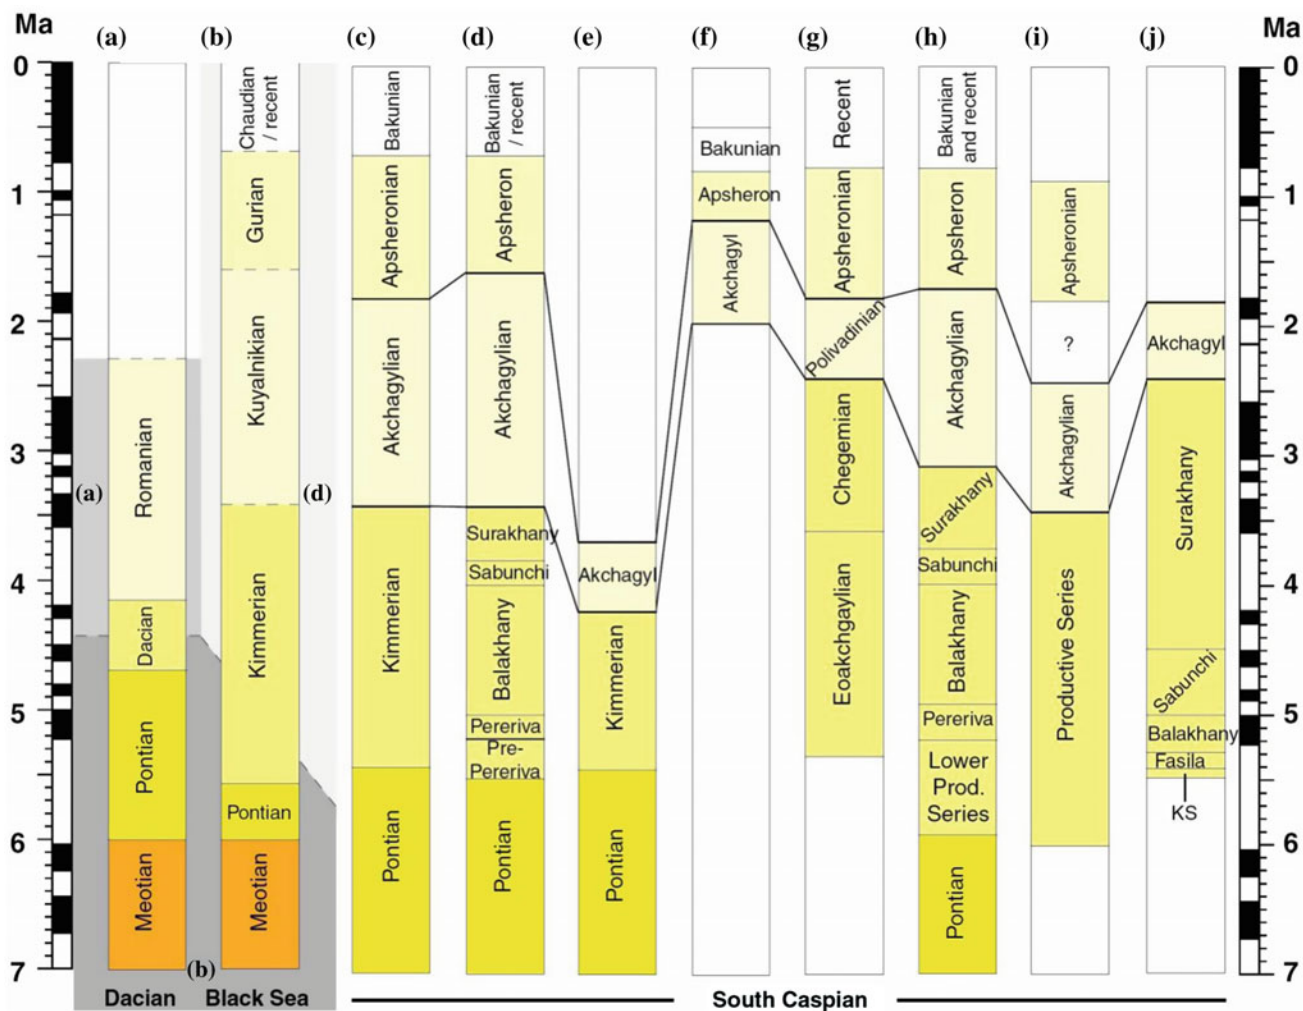 Ma
(a)
(b)
(c)
(d)
(e)
(f)
(g)
(h)
(i)
(j)
Ma
0
1
2
3
4
5
6
7
Romanian
Dacian
Pontian
Meotian
(a)
(b)
Chaudian
/ recent
Gurian
Kuyalnikian
Kimmerian
Pontian
Meotian
(d)
Bakunian
Apsheronian
Akchagylian
Kimmerian
Pontian
Bakunian
/ recent
Apsheron
Akchagylian
Surakhany
Sabunchi
Balakhany
Pereriva
Pre-
Pereriva
Pontian
Akchagyl
Kimmerian
Pontian
Bakunian
Apsheron
Akchagyl
Recent
Apsheronian
Polivadinian
Chegemian
Eoakchgaylian
Bakunian
and recent
Apsheron
Akchagylian
Surakhany
Sabunchi
Balakhany
Pereriva
Lower
Prod.
Series
Pontian
Apsheronian
?
Akchagylian
Productive Series
Akchagyl
Surakhany
Sabunchi
Balakhany
Fasila
KS
0
1
2
3
4
5
6
7
Dacian
Black Sea
South Caspian